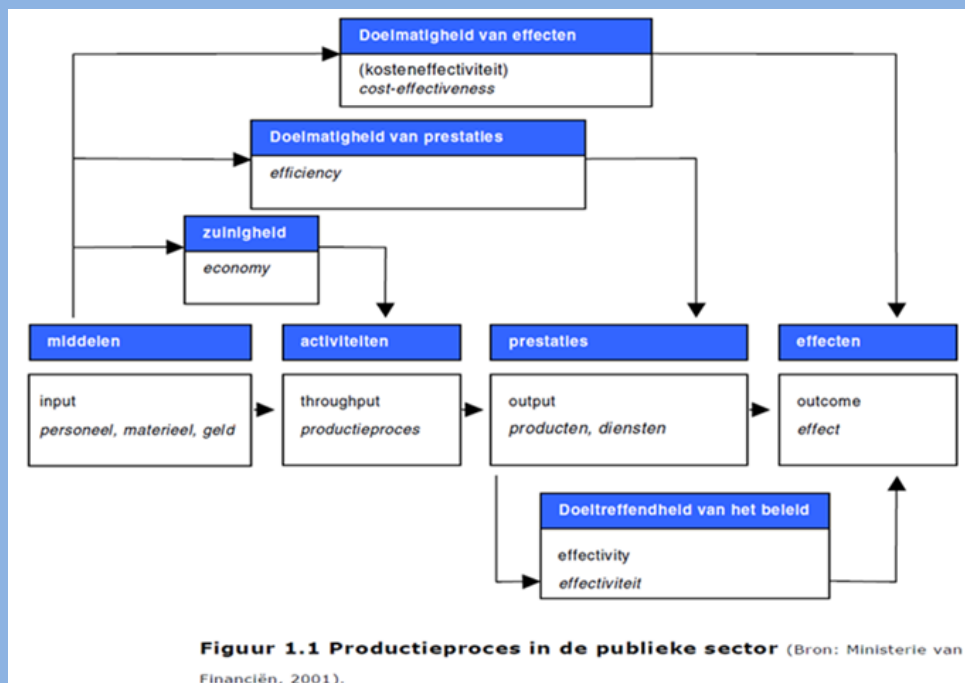 Doelmatigheid van effecten
(kosteneffectiviteit)
cost-effectiveness
Doelmatigheid van prestaties
efficiency
zuinigheid
economy
middelen
input
personeel, materieel, geld
activiteiten
throughput
productieproces
prestaties
output
producten, diensten
effecten
outcome
effect
Doeltreffendheid van het beleid
effectivity
effectiviteit
Figuur 1.1 Productieproces in de publieke sector (Bron: Ministerie van
Financiën, 2001).